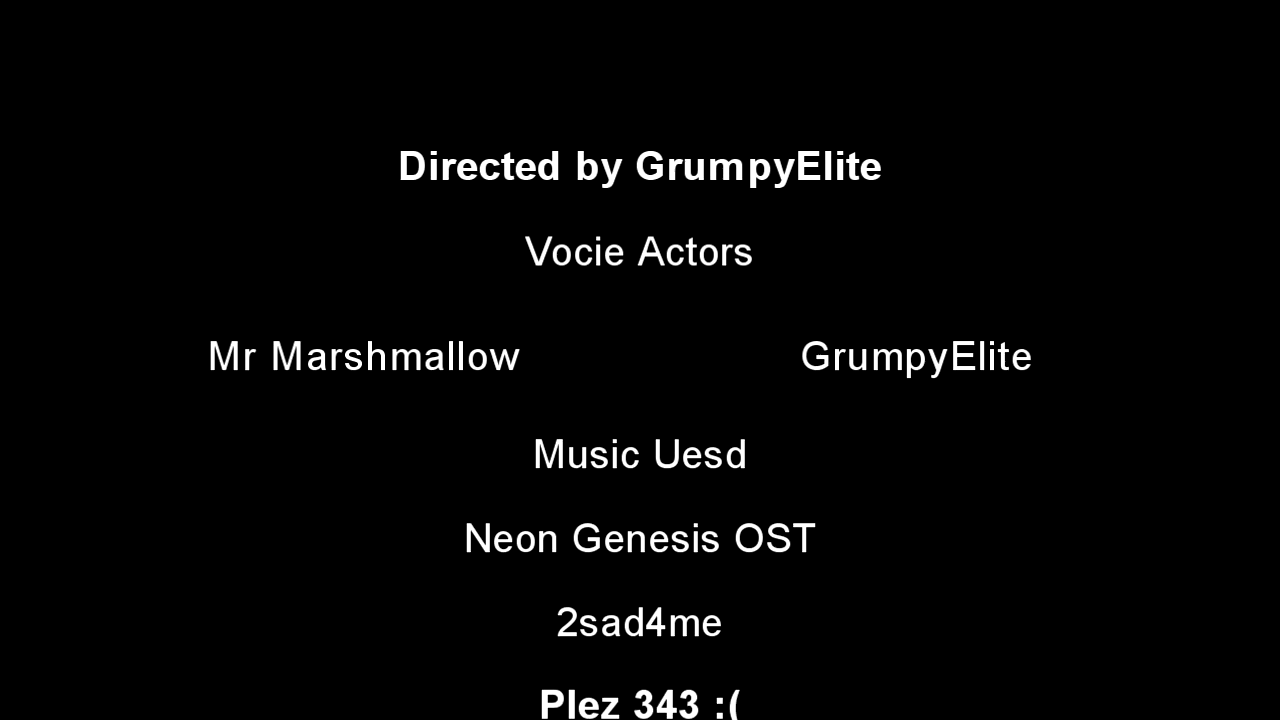 Directed by GrumpyElite
Vocie Actors
Mr Marshmallow GrumpyElite
Music Uesd
Neon Genesis OST
2sad4me
Plez 343 :(